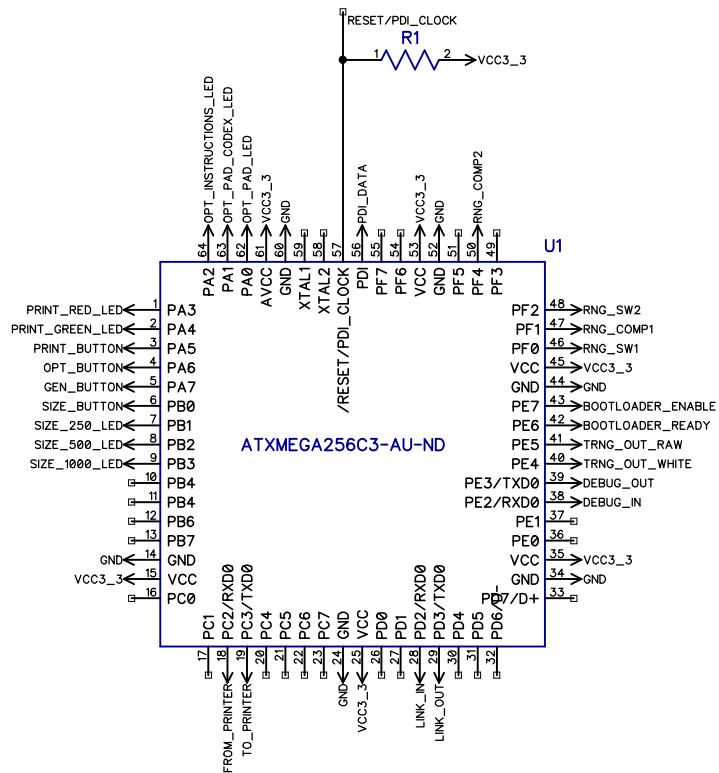 RESET/PDI_CLOCK
R1
1 2 VCC3_3
OPT_INSTRUCTIONS_LED
OPT_PAD_CODEX_LED
OPT_PAD_LED
VCC3_3
GND
PDI_DATA
VCC3_3
GND
RNG_COMP2
64 63 62 61 60 59 58 57 56 55 54 53 52 51 50 49
U1
PA2
PA1
PA0
AVCC
GND
XTAL1
XTAL2
/RESET/PDI_CLOCK
PDI
PF7
PF6
VCC
GND
PF5
PF4
PF3
PRINT_RED_LED 1 PA3
PRINT_GREEN_LED 2 PA4
PRINT_BUTTON 3 PA5
OPT_BUTTON 4 PA6
GEN_BUTTON 5 PA7
SIZE_BUTTON 6 PB0
SIZE_250_LED 7 PB1
SIZE_500_LED 8 PB2
SIZE_1000_LED 9 PB3
10 PB4
11 PB4
12 PB6
13 PB7
GND 14 GND
VCC3_3 15 VCC
16 PC0
ATXMEGA256C3-AU-ND
PF2 48 RNG_SW2
PF1 47 RNG_COMP1
PF0 46 RNG_SW1
VCC 45 VCC3_3
GND 44 GND
PE7 43 BOOTLOADER_ENABLE
PE6 42 BOOTLOADER_READY
PE5 41 TRNG_OUT_RAW
PE4 40 TRNG_OUT_WHITE
PE3/TXD0 39 DEBUG_OUT
PE2/RXD0 38 DEBUG_IN
PE1 37
PE0 36
VCC 35 VCC3_3
GND 34 GND
PD7/D+ 33
PC1
PC2/RXD0
PC3/TXD0
PC4
PC5
PC6
PC7
GND
VCC
PD0
PD1
PD2/RXD0
PD3/TXD0
PD4
PD5
PD6/-
17 18 19 20 21 22 23 24 25 26 27 28 29 30 31 32
FROM_PRINTER
TO_PRINTER
GND
VCC3_3
LINK_IN
LINK_OUT